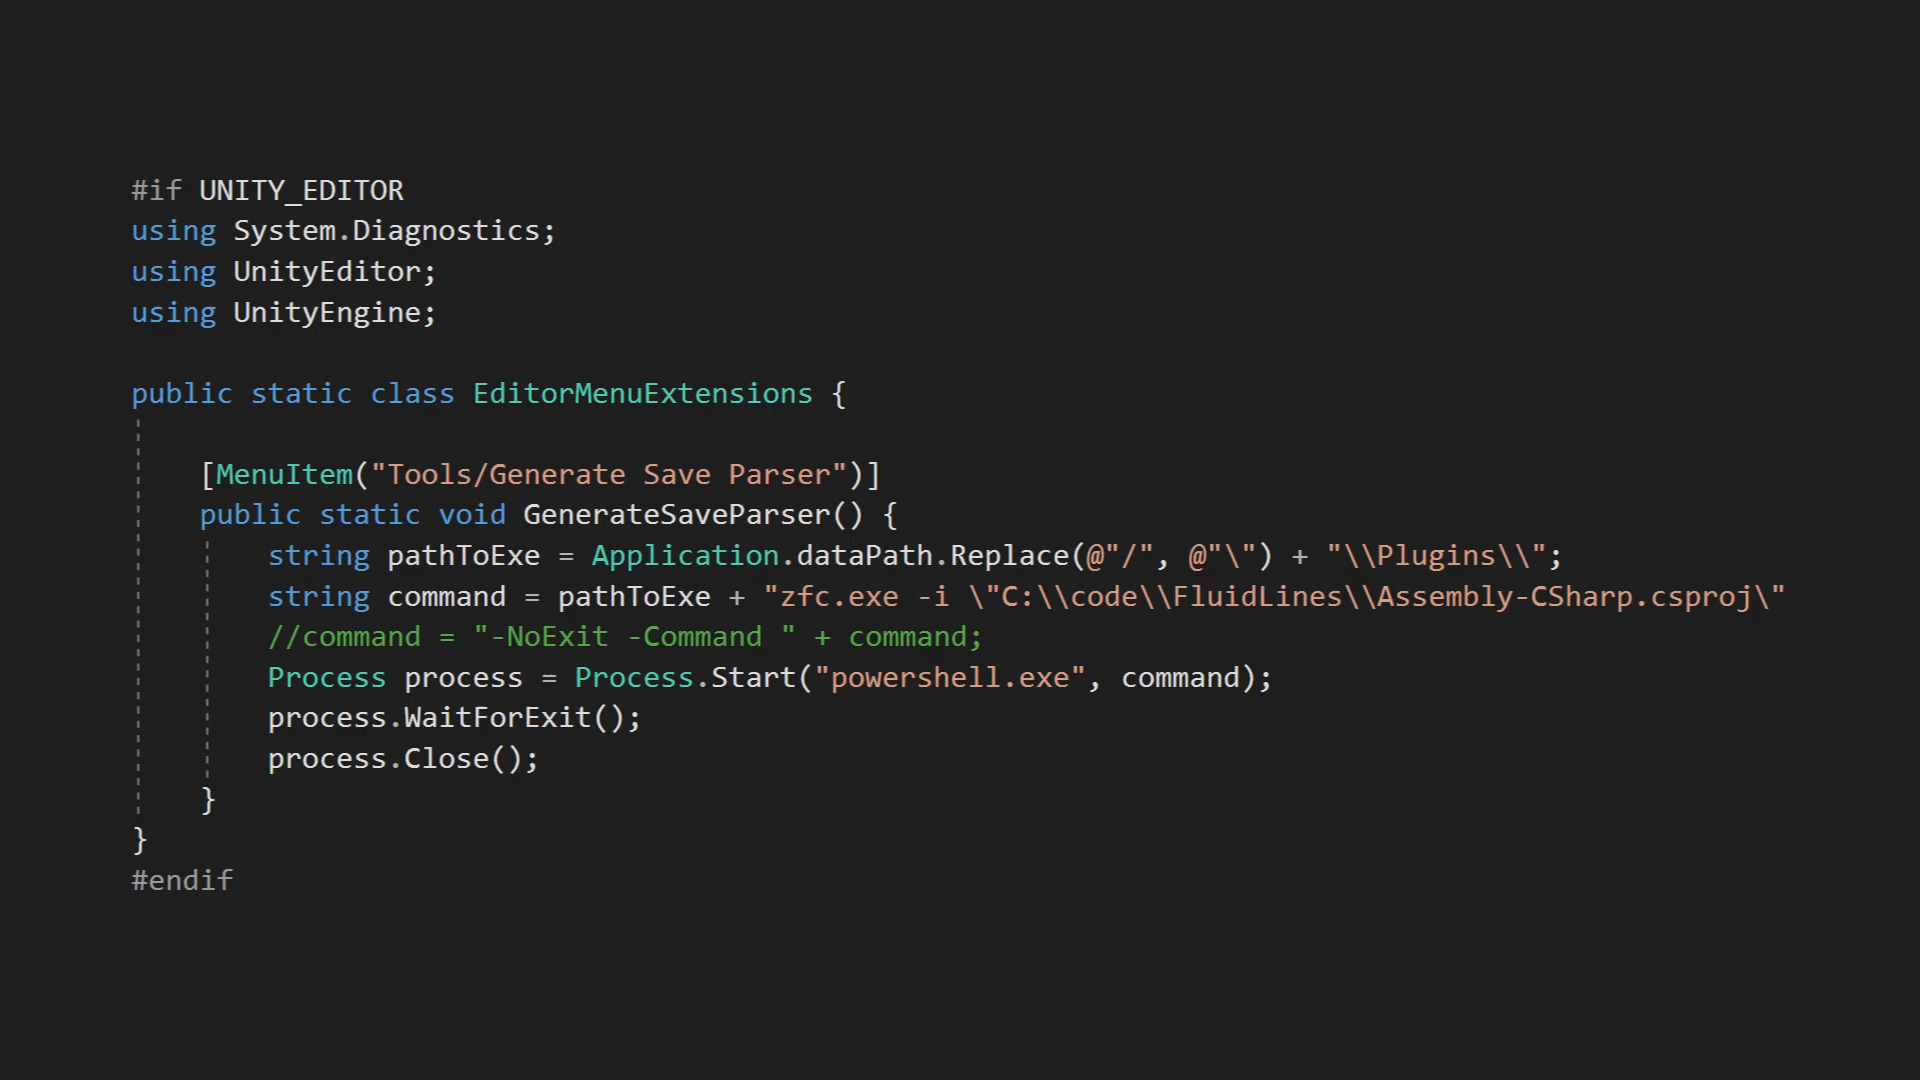 #if UNITY_EDITOR
using System.Diagnostics;
using UnityEditor;
using UnityEngine;
public static class EditorMenuExtensions {
[MenuItem("Tools/Generate Save Parser")]
public static void GenerateSaveParser() {
string pathToExe = Application.dataPath.Replace(@"/", @"\") + "\\Plugins\\";
string command = pathToExe + "zfc.exe -i \"C:\\code\\FluidLines\\Assembly-CSharp.csproj\"
//command = "-NoExit -Command " + command;
Process process = Process.Start("powershell.exe", command);
process.WaitForExit();
process.Close();
}
}
#endif